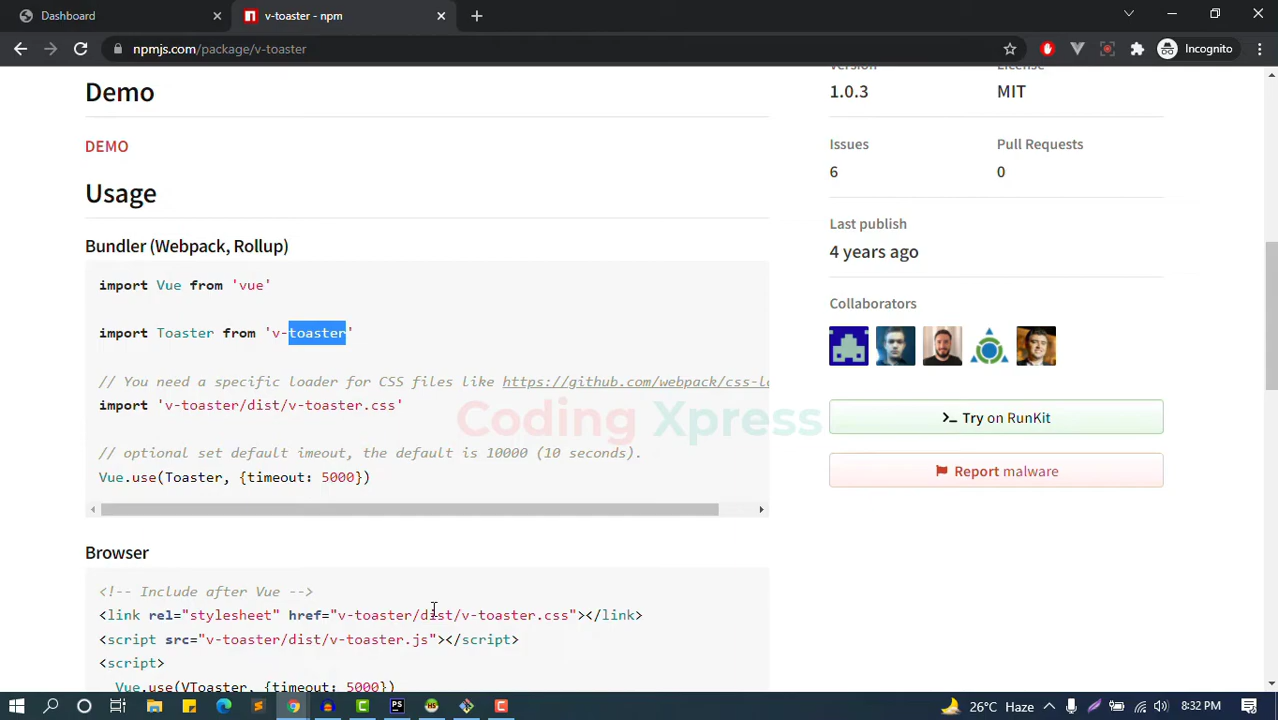 Dashboard
v-toaster - npm
npmjs.com/package/v-toaster
Incognito
Demo
DEMO
Usage
Bundler (Webpack, Rollup)
import Vue from 'vue'
import Toaster from 'v-toaster'
// You need a specific loader for CSS files like https://github.com/webpack/css-lo
import 'v-toaster/dist/v-toaster.css'
// optional set default imeout, the default is 10000 (10 seconds).
Vue.use(Toaster, {timeout: 5000})
Browser
<!-- Include after Vue -->
<link rel="stylesheet" href="v-toaster/dist/v-toaster.css"></link>
<script src="v-toaster/dist/v-toaster.js"></script>
<script>
Vue.use(VToaster, {timeout: 5000})
Version
License
1.0.3
MIT
Issues
Pull Requests
6
0
Last publish
4 years ago
Collaborators
Try on RunKit
Report malware
Coding Xpress
26°C Haze
8:32 PM